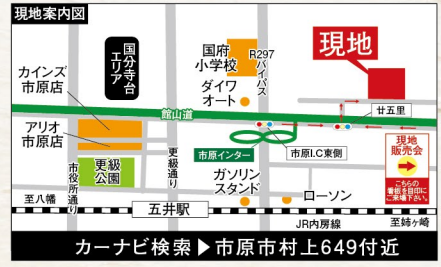 現地案内図
国分寺台
エリア
国府
小学校
R297
バイパス
現地
カインズ
市原店
ダイワ
オート
館山道
廿五里
アリオ
市原店
更級通り
市原インター
市原I.C東側
現地
販売会
こちらの
看板を目印に
ご来場下さい。
更級
公園
市役所通り
ガソリン
スタンド
ローソン
至八幡
五井駅
JR内房線
至姉ヶ崎
カーナビ検索▶市原市村上649付近